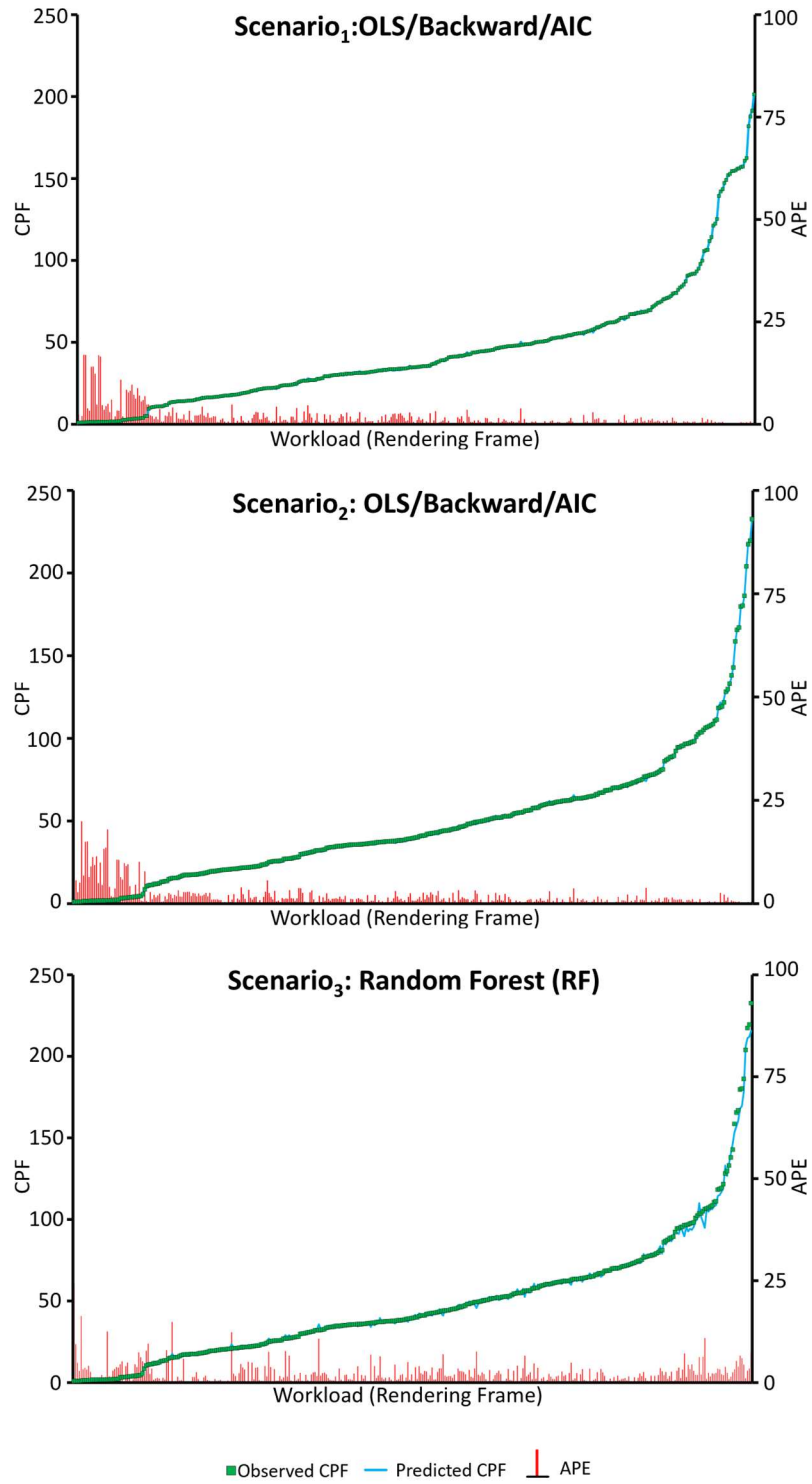 Scenario1:OLS/Backward/AIC
250
200
150
100
50
0
CPF
100
75
50
25
0
APE
Workload (Rendering Frame)
Scenario2: OLS/Backward/AIC
250
200
150
100
50
0
CPF
100
75
50
25
0
APE
Workload (Rendering Frame)
Scenario3: Random Forest (RF)
250
200
150
100
50
0
CPF
100
75
50
25
0
APE
Workload (Rendering Frame)
Observed CPF Predicted CPF APE